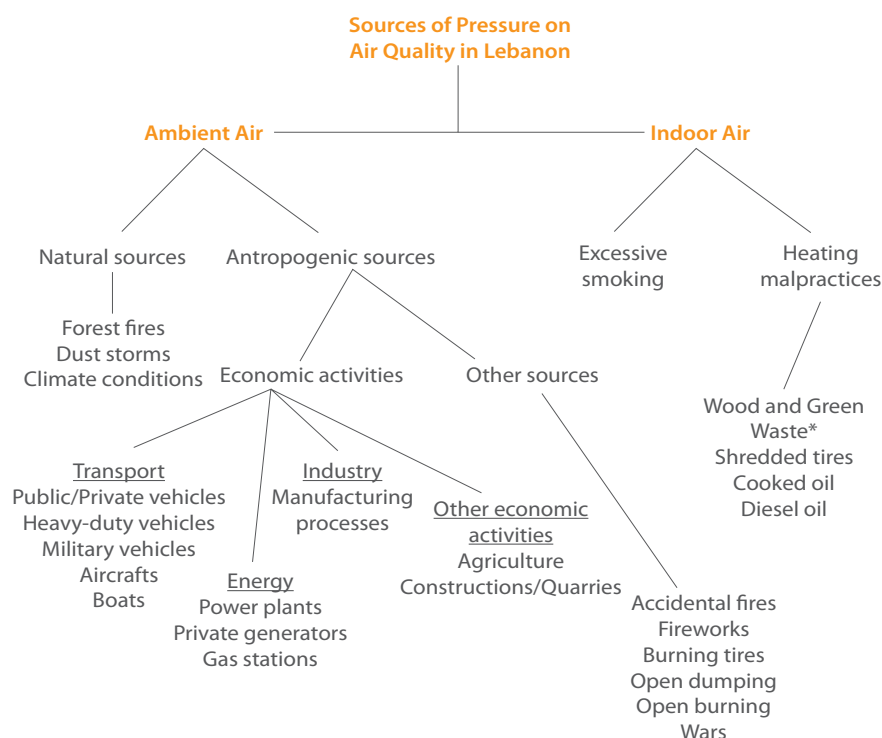 Sources of Pressure on
Air Quality in Lebanon
Ambient Air
Indoor Air
Natural sources
Antropogenic sources
Excessive
smoking
Heating
malpractices
Forest fires
Dust storms
Climate conditions
Economic activities
Other sources
Wood and Green
Waste*
Shredded tires
Cooked oil
Diesel oil
Transport
Public/Private vehicles
Heavy-duty vehicles
Military vehicles
Aircrafts
Boats
Energy
Power plants
Private generators
Gas stations
Industry
Manufacturing
processes
Other economic
activities
Agriculture
Constructions/Quarries
Accidental fires
Fireworks
Burning tires
Open dumping
Open burning
Wars